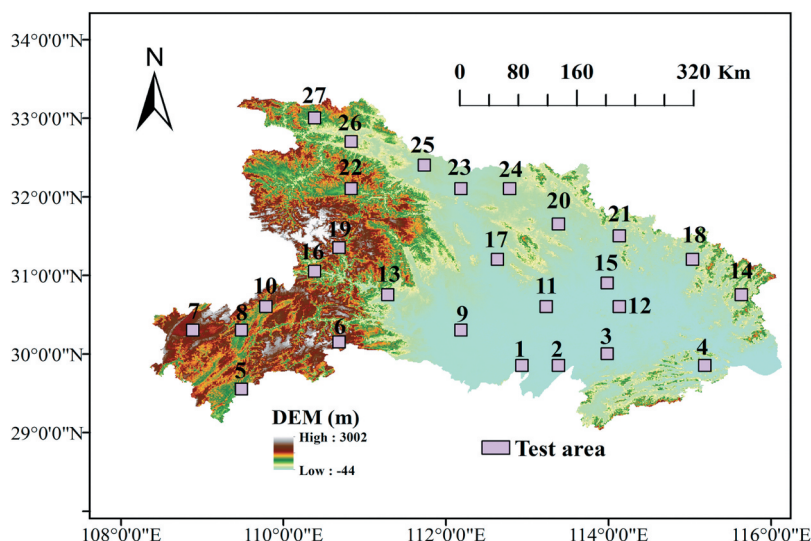 34°0'0"N
N
0 80 160 320 Km
33°0'0"N
27
26
25
22 23 24
32°0'0"N
20
21
19 17 18
16
31°0'0"N
13 15 14
10 11 12
7 8 6 9
30°0'0"N
1 2 3 4
5
DEM (m)
High : 3002
Low : -44
Test area
29°0'0"N
108°0'0"E 110°0'0"E 112°0'0"E 114°0'0"E 116°0'0"E